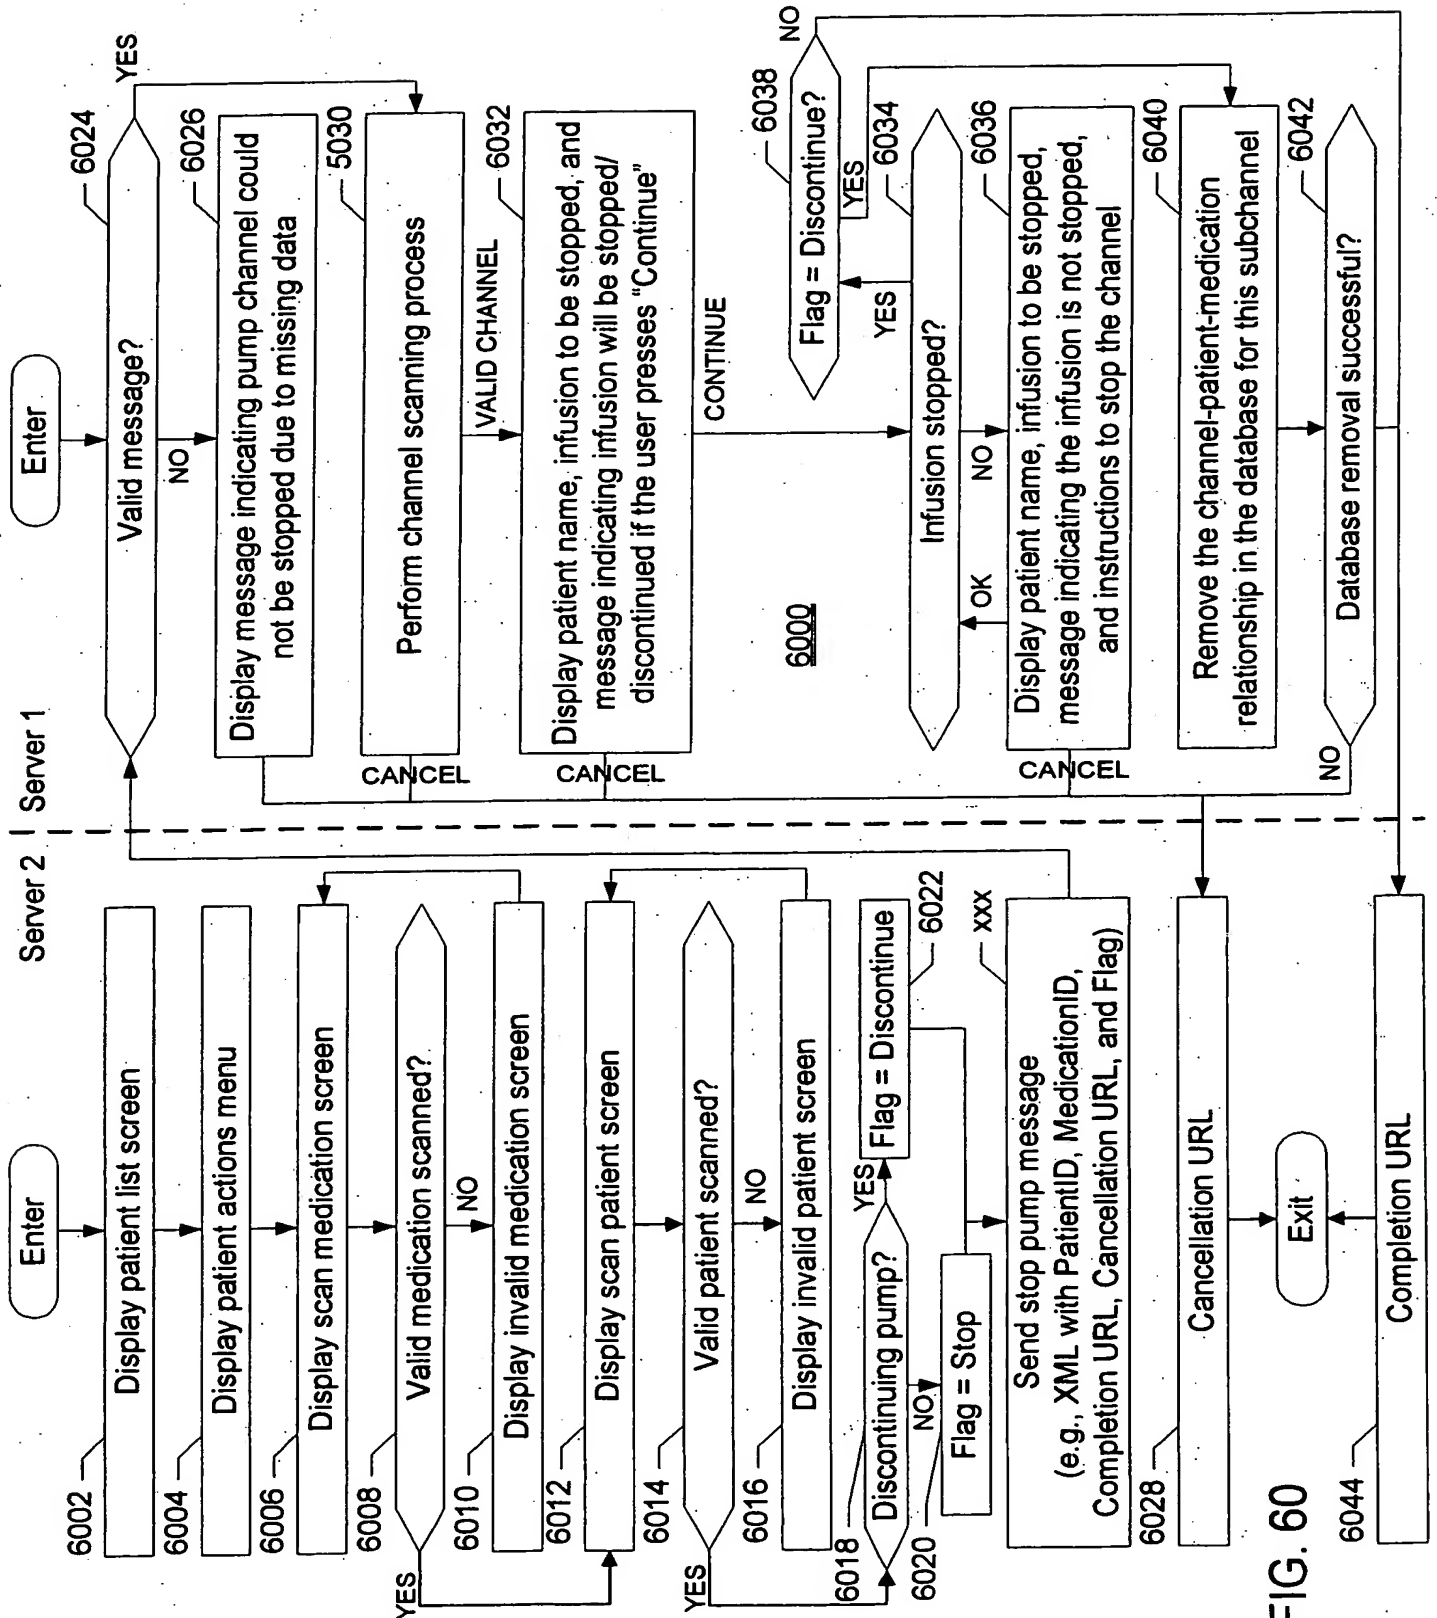 Server 2
Server 1
Enter
6002
Display patient list screen
6004
Display patient actions menu
6006
Display scan medication screen
6008
Valid medication scanned?
YES
NO
6010
Display invalid medication screen
6012
Display scan patient screen
6014
Valid patient scanned?
YES
NO
6016
Display invalid patient screen
6018
Discontinuing pump?
YES
Flag = Discontinue
6022
NO
6020
Flag = Stop
XXX
Send stop pump message
(e.g., XML with PatientID, MedicationID,
Completion URL, Cancellation URL, and Flag)
6028
Cancellation URL
Exit
6044
Completion URL
FIG. 60
Enter
6024
Valid message?
YES
NO
6026
Display message indicating pump channel could
not be stopped due to missing data
5030
Perform channel scanning process
CANCEL
VALID CHANNEL
6032
Display patient name, infusion to be stopped, and
message indicating infusion will be stopped/
discontinued if the user presses "Continue"
CANCEL
CONTINUE
6000
6038
Flag = Discontinue?
NO
YES
YES
6034
Infusion stopped?
OK
NO
6036
Display patient name, infusion to be stopped,
message indicating the infusion is not stopped,
and instructions to stop the channel
CANCEL
6040
Remove the channel-patient-medication
relationship in the database for this subchannel
6042
Database removal successful?
NO